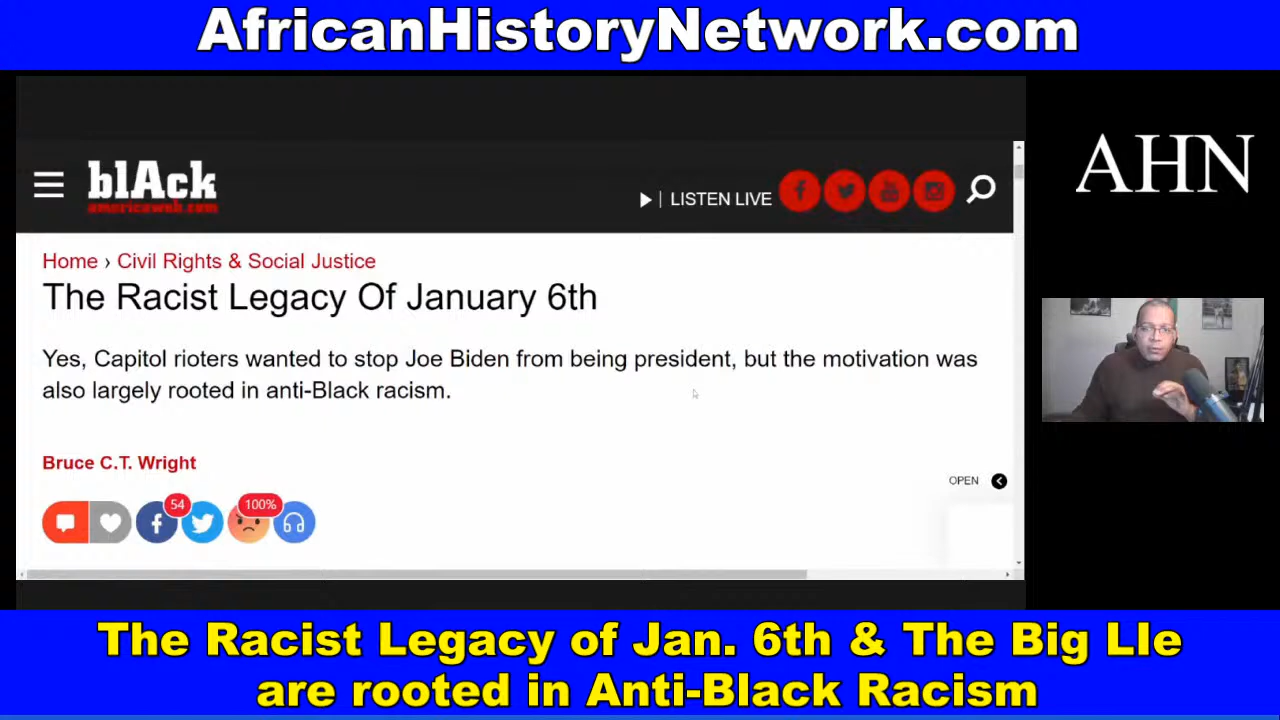 AfricanHistoryNetwork.com
blAck
americaweb.com
LISTEN LIVE
AHN
Home › Civil Rights & Social Justice
The Racist Legacy Of January 6th
Yes, Capitol rioters wanted to stop Joe Biden from being president, but the motivation was
also largely rooted in anti-Black racism.
Bruce C.T. Wright
OPEN
54
100%
The Racist Legacy of Jan. 6th & The Big LIe
are rooted in Anti-Black Racism